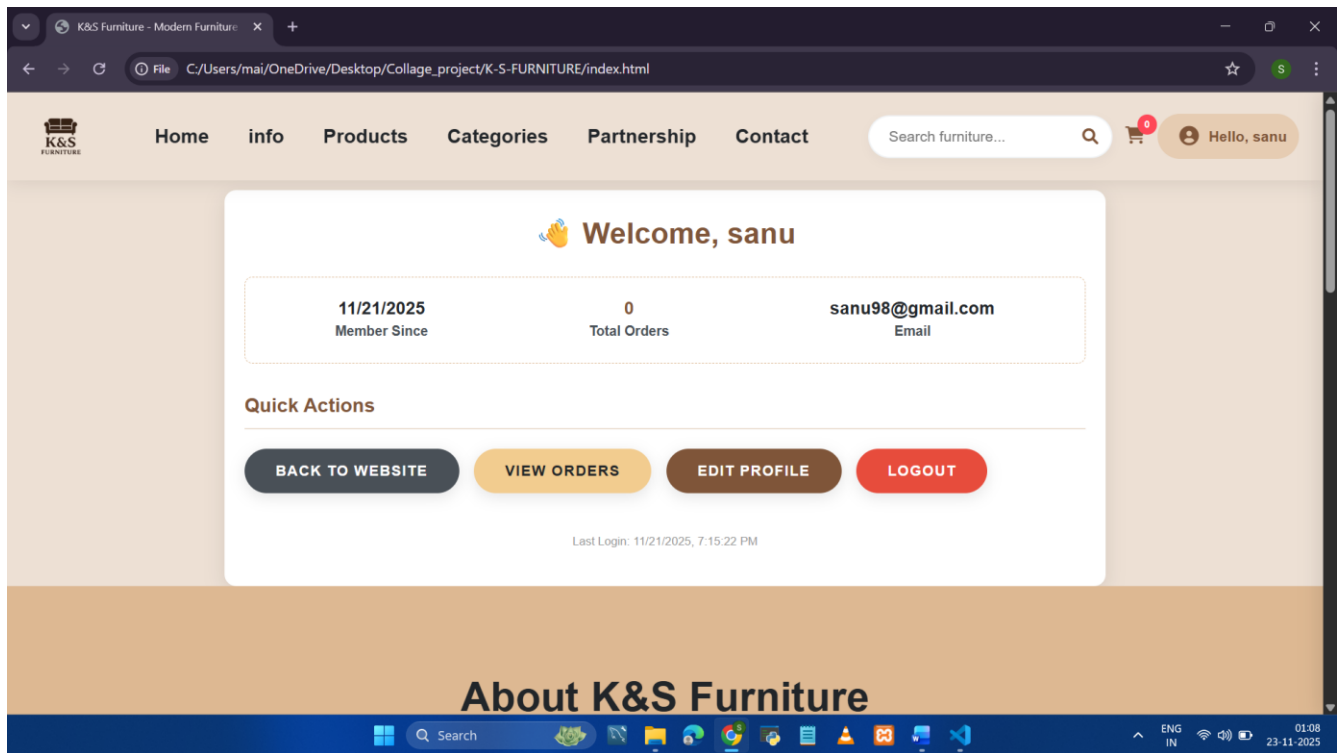 K&S Furniture - Modern Furniture
File C:/Users/mai/OneDrive/Desktop/Collage_project/K-S-FURNITURE/index.html
S
K&S
FURNITURE
Home info Products Categories Partnership Contact Search furniture... 0 Hello, sanu
👋 Welcome, sanu
11/21/2025 0 sanu98@gmail.com
Member Since Total Orders Email
Quick Actions
BACK TO WEBSITE VIEW ORDERS EDIT PROFILE LOGOUT
Last Login: 11/21/2025, 7:15:22 PM
About K&S Furniture
Search
ENG
IN
01:08
23-11-2025